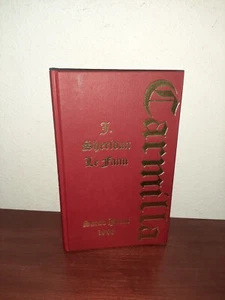 J.
Sheridan
Le Fanu
Carmilla